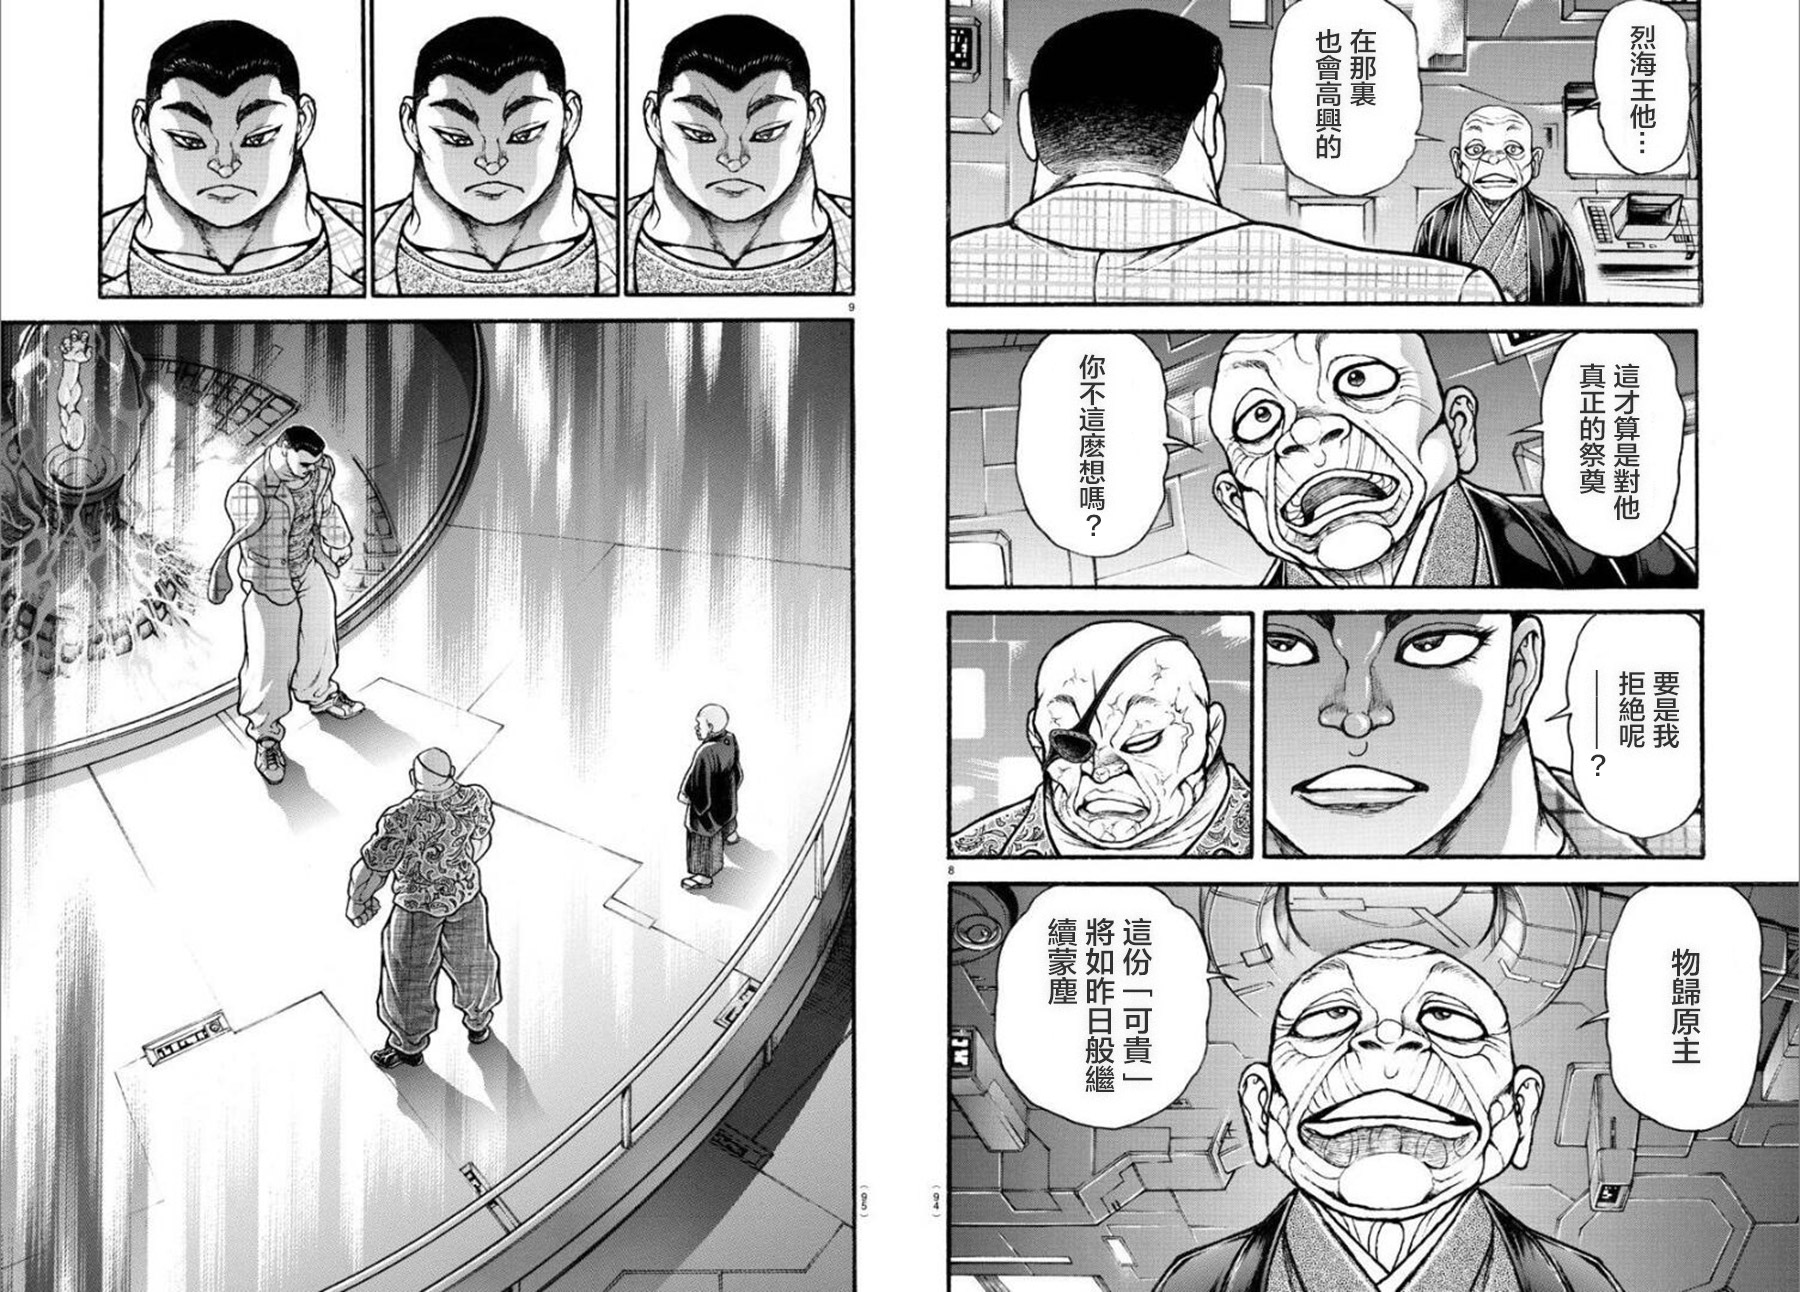 烈海王他…
在那裏
也會高興的
這才算是對他
真正的祭奠
你不這麽想嗎？
要是我
拒絕呢
——？
8
物歸原主
這份「可貴」
將如昨日般繼
續蒙塵
(94)
9
(95)